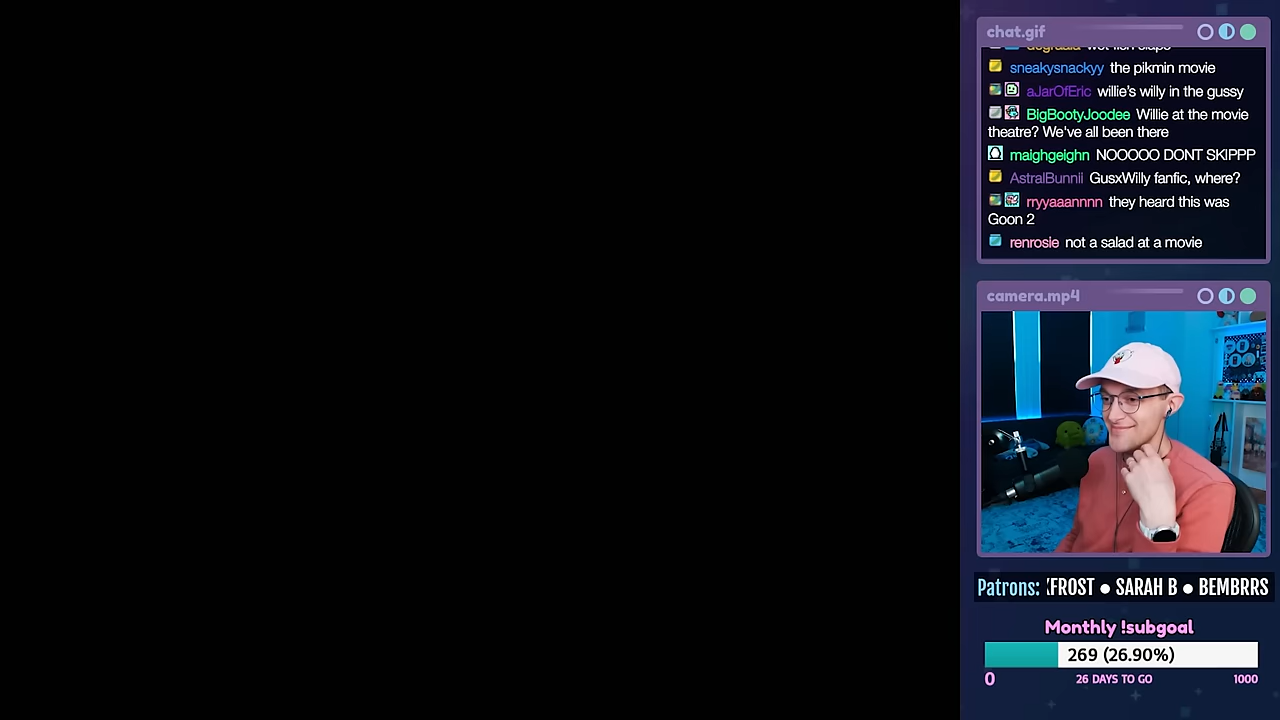 chat.gif
wet fish slaps
sneakysnackyy the pikmin movie
aJarOfEric willie's willy in the gussy
BigBootyJoodee Willie at the movie
theatre? We've all been there
maighgeighn NOOOOO DONT SKIPPP
AstralBunnii GusxWilly fanfic, where?
rryyaaannnn they heard this was
Goon 2
renrosie not a salad at a movie
camera.mp4
Patrons: FROST ● SARAH B ● BEMBRRS
Monthly !subgoal
269 (26.90%)
0 26 DAYS TO GO 1000